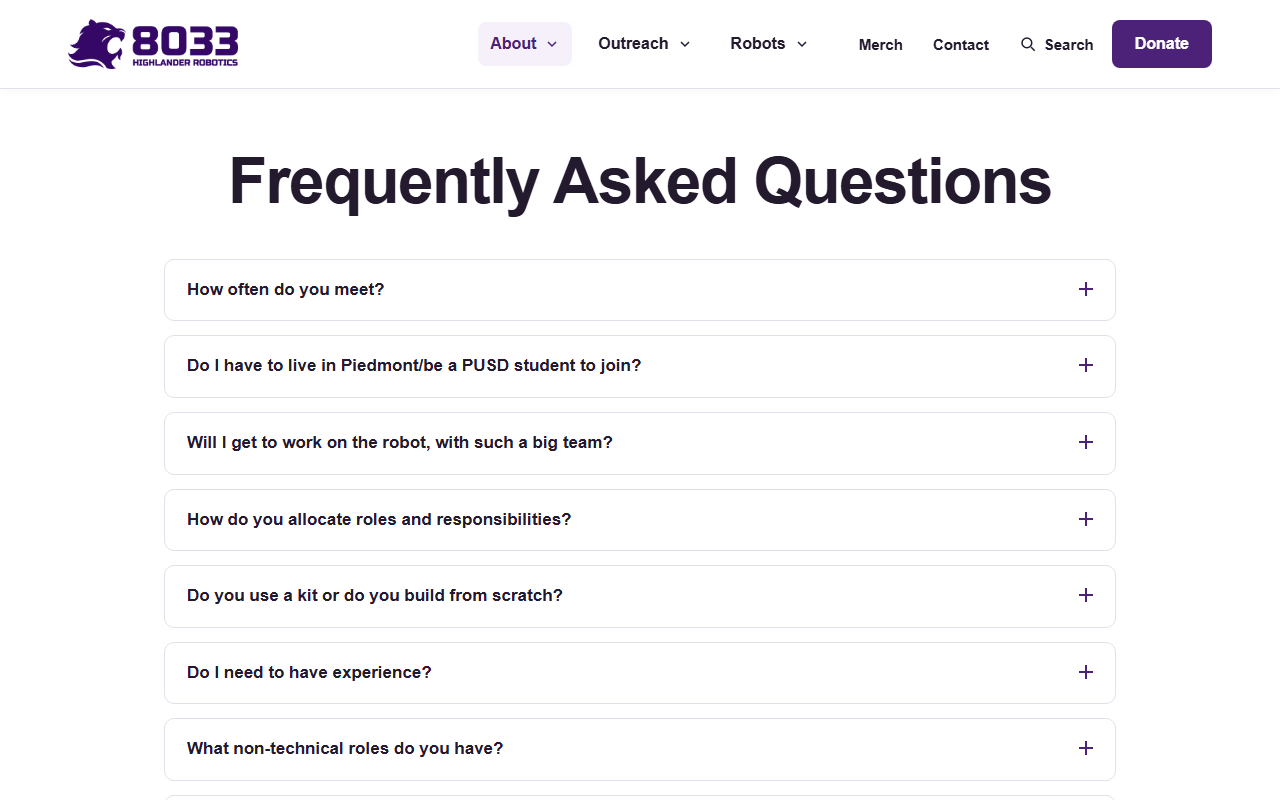 8033
HIGHLANDER ROBOTICS
About
Outreach
Robots
Merch
Contact
Search
Donate
Frequently Asked Questions
How often do you meet?
Do I have to live in Piedmont/be a PUSD student to join?
Will I get to work on the robot, with such a big team?
How do you allocate roles and responsibilities?
Do you use a kit or do you build from scratch?
Do I need to have experience?
What non-technical roles do you have?